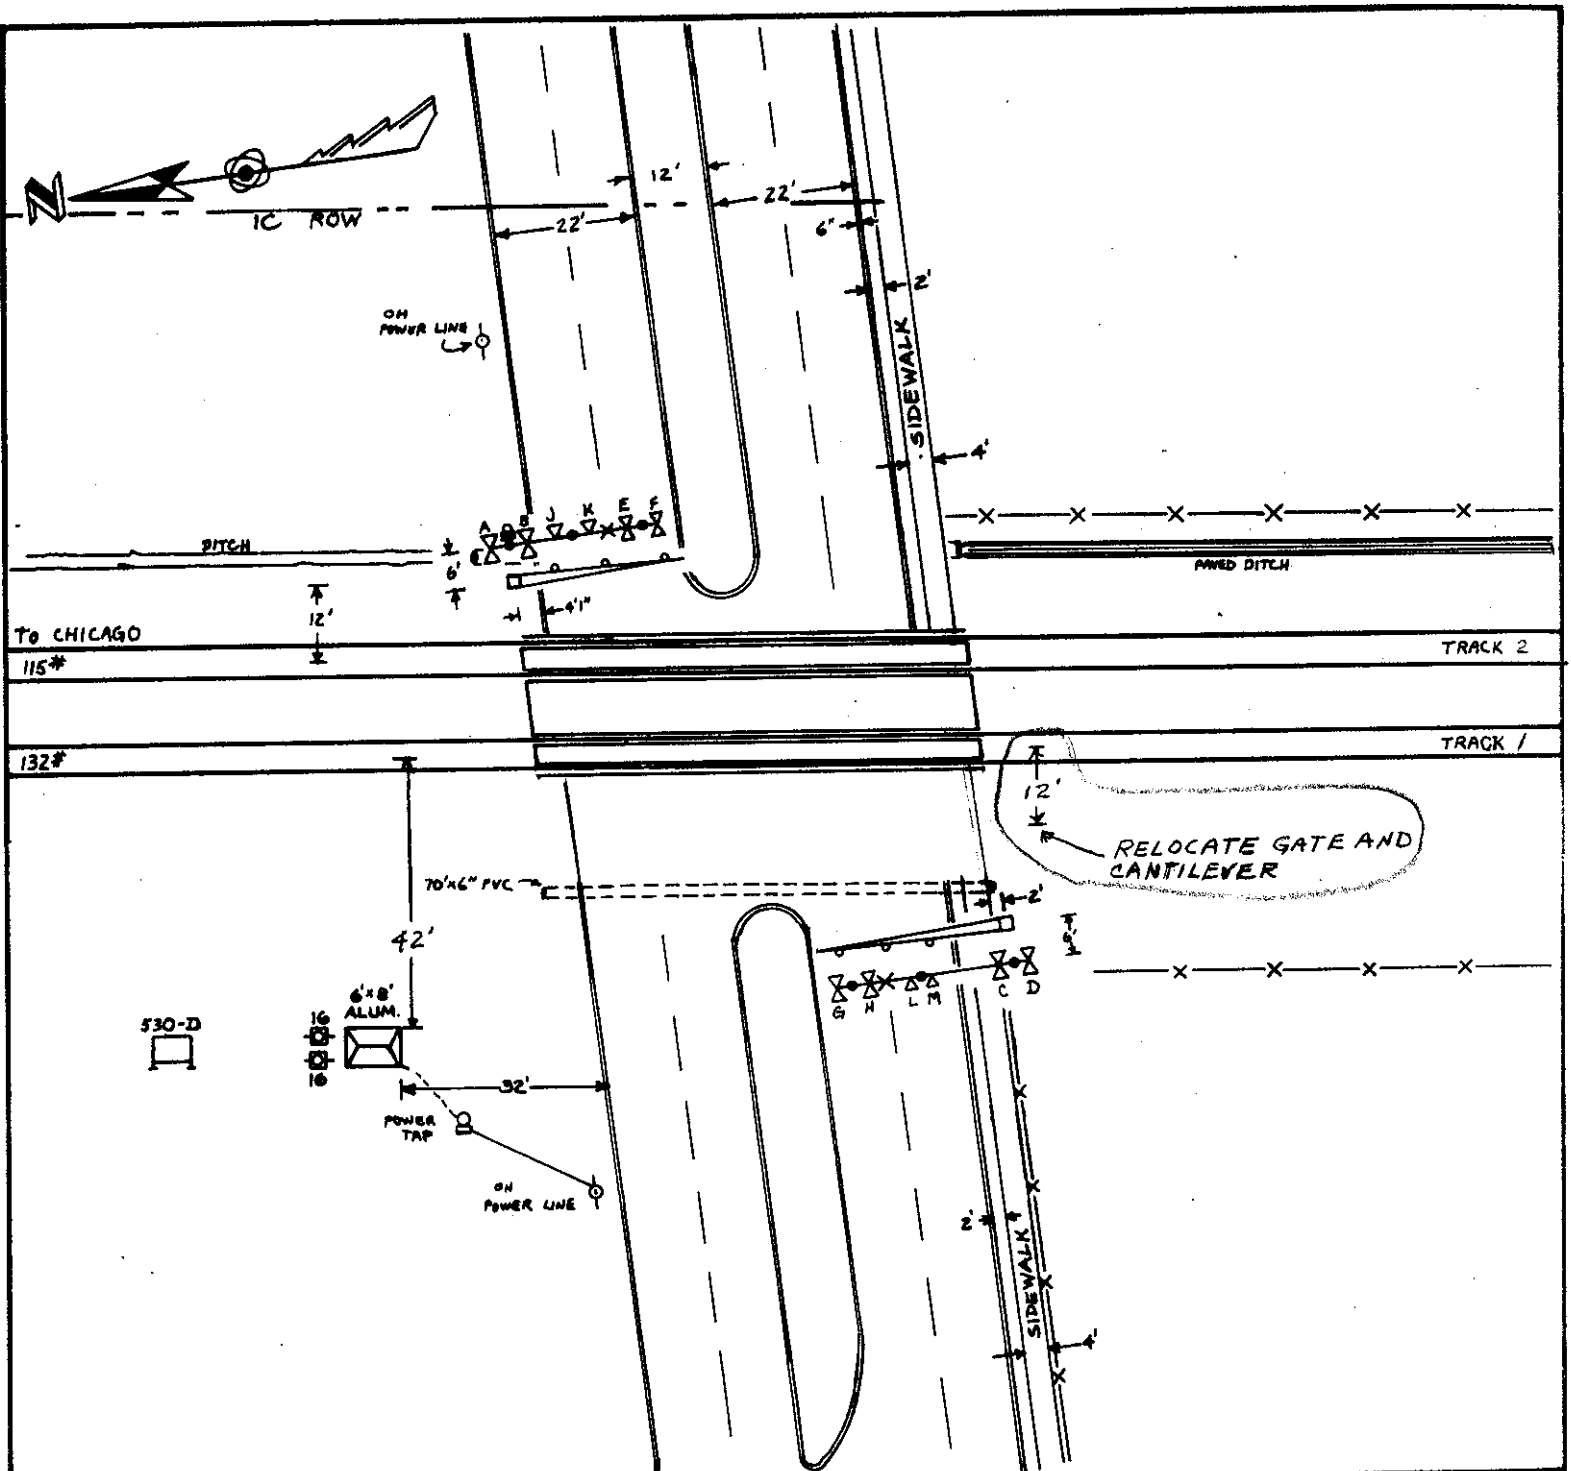 N
12'
22'
IC ROW
22'
6"
2'
OH
POWER LINE
SIDEWALK
4'
A B J K E F
DITCH
6'
PAVED DITCH
12'
4'1"
TO CHICAGO
TRACK 2
115#
TRACK 1
132#
12'
RELOCATE GATE AND
CANTILEVER
70'x6" PVC
2'
42'
6'
G H L M C D
6'x8'
ALUM.
530-D
16
16
32'
POWER
TAP
OH
POWER LINE
2'
SIDEWALK
4'